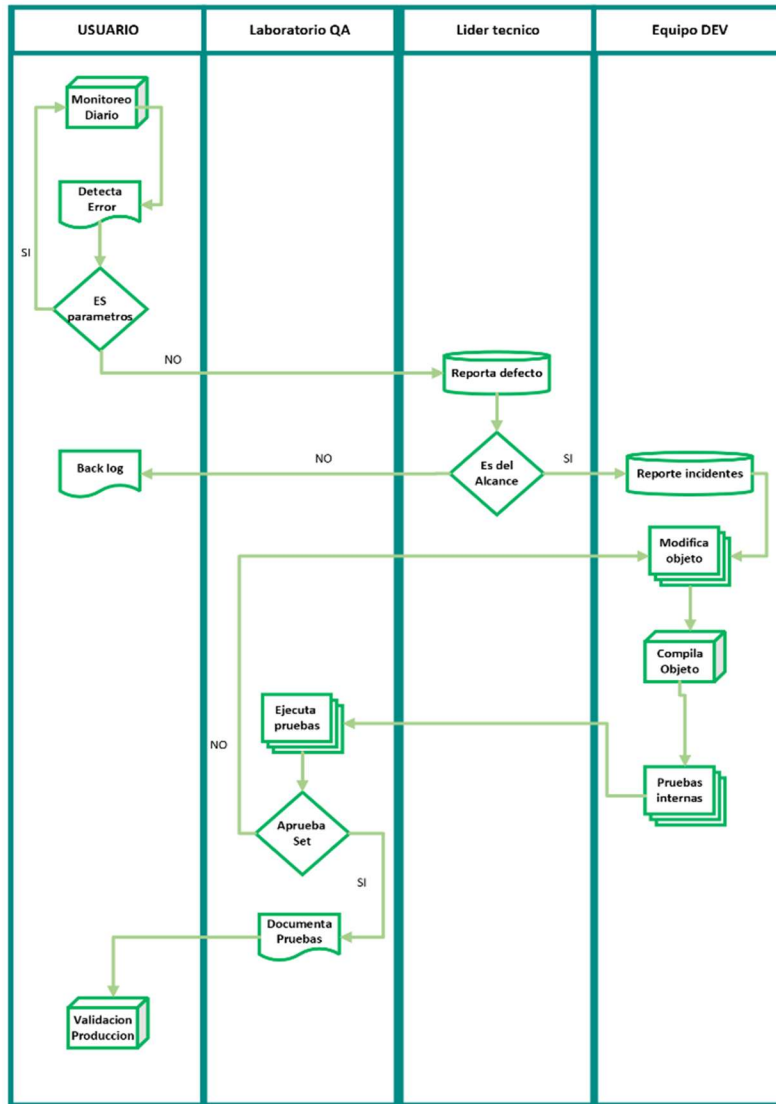 USUARIO
Laboratorio QA
Lider tecnico
Equipo DEV
Monitoreo
Diario
Detecta
Error
SI
ES
parametros
NO
Reporta defecto
Back log
NO
Es del
Alcance
SI
Reporte incidentes
Modifica
objeto
Compila
Objeto
Ejecuta
pruebas
NO
Pruebas
internas
Aprueba
Set
SI
Documenta
Pruebas
Validacion
Produccion